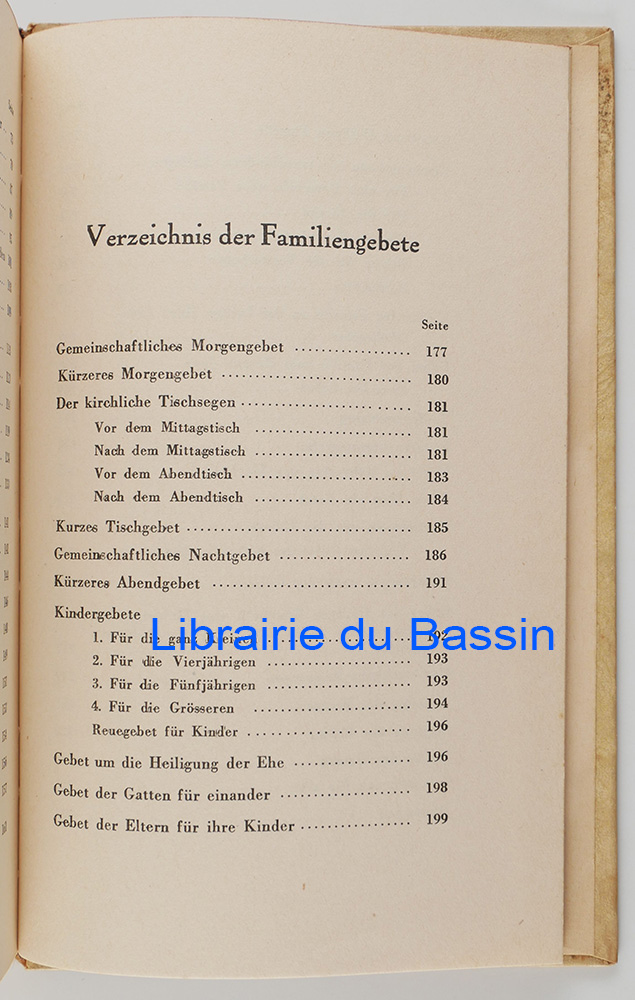 Verzeichnis der Familiengebete
Seite
Gemeinschaftliches Morgengebet .................. 177
Kürzeres Morgengebet ............................ 180
Der kirchliche Tischsegen ......................... 181
Vor dem Mittagstisch ........................ 181
Nach dem Mittagstisch ........................ 181
Vor dem Abendtisch .......................... 183
Nach dem Abendtisch ........................ 184
Kurzes Tischgebet ................................. 185
Gemeinschaftliches Nachtgebet .................... 186
Kürzeres Abendgebet ............................. 191
Kindergebete
1. Für die ganz Kleinen ...................... 192
Librairie du Bassin
2. Für die Vierjährigen ...................... 193
3. Für die Fünfjährigen ...................... 193
4. Für die Grösseren ........................ 194
Reuegebet für Kinder ......................... 196
Gebet um die Heiligung der Ehe .................. 196
Gebet der Gatten für einander .................... 198
Gebet der Eltern für ihre Kinder ................. 199